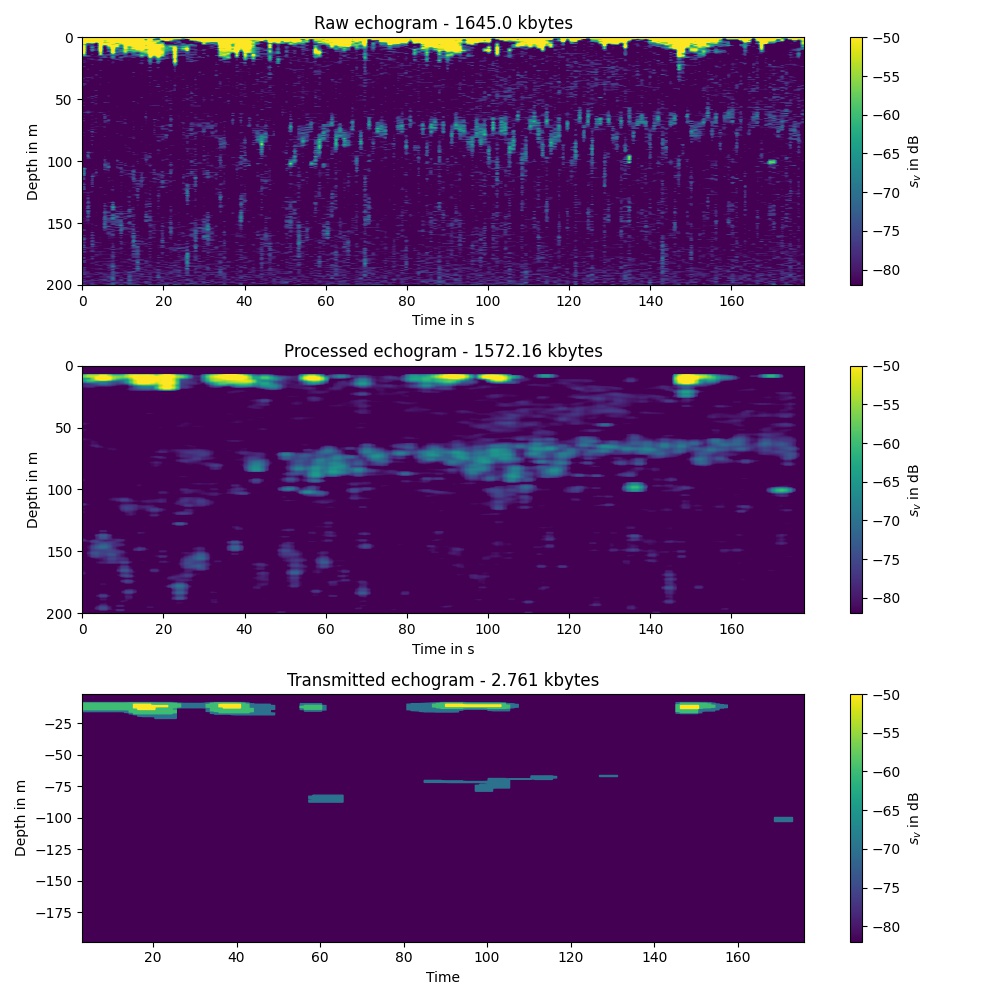 Raw echogram - 1645.0 kbytes
0
50
100
150
200
Depth in m
0 20 40 60 80 100 120 140 160
Time in s
−50
−55
−60
−65
−70
−75
−80
sv in dB
Processed echogram - 1572.16 kbytes
0
50
100
150
200
Depth in m
0 20 40 60 80 100 120 140 160
Time in s
−50
−55
−60
−65
−70
−75
−80
sv in dB
Transmitted echogram - 2.761 kbytes
−25
−50
−75
−100
−125
−150
−175
Depth in m
20 40 60 80 100 120 140 160
Time
−50
−55
−60
−65
−70
−75
−80
sv in dB